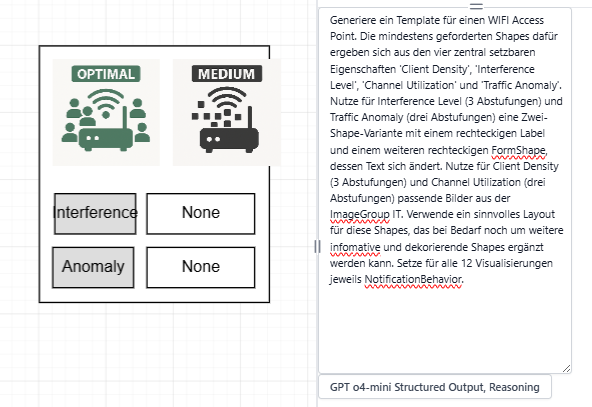 OPTIMAL
MEDIUM
Interference
None
Anomaly
None
Generiere ein Template für einen WIFI Access
Point. Die mindestens geforderten Shapes dafür
ergeben sich aus den vier zentral setzbaren
Eigenschaften 'Client Density', 'Interference
Level', 'Channel Utilization' und 'Traffic Anomaly'.
Nutze für Interference Level (3 Abstufungen) und
Traffic Anomaly (drei Abstufungen) eine Zwei-
Shape-Variante mit einem rechteckigen Label
und einem weiteren rechteckigen FormShape,
dessen Text sich ändert. Nutze für Client Density
(3 Abstufungen) und Channel Utilization (drei
Abstufungen) passende Bilder aus der
ImageGroup IT. Verwende ein sinnvolles Layout
für diese Shapes, das bei Bedarf noch um weitere
infomative und dekorierende Shapes ergänzt
werden kann. Setze für alle 12 Visualisierungen
jeweils NotificationBehavior.
GPT o4-mini Structured Output, Reasoning